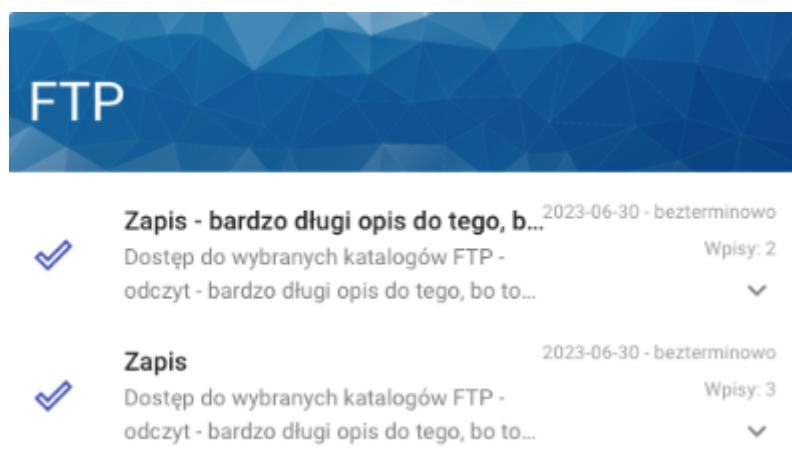 FTP
Zapis - bardzo długi opis do tego, b... 2023-06-30 - bezterminowo
Dostęp do wybranych katalogów FTP - Wpisy: 2
odczyt - bardzo długi opis do tego, bo to...
Zapis 2023-06-30 - bezterminowo
Dostęp do wybranych katalogów FTP - Wpisy: 3
odczyt - bardzo długi opis do tego, bo to...